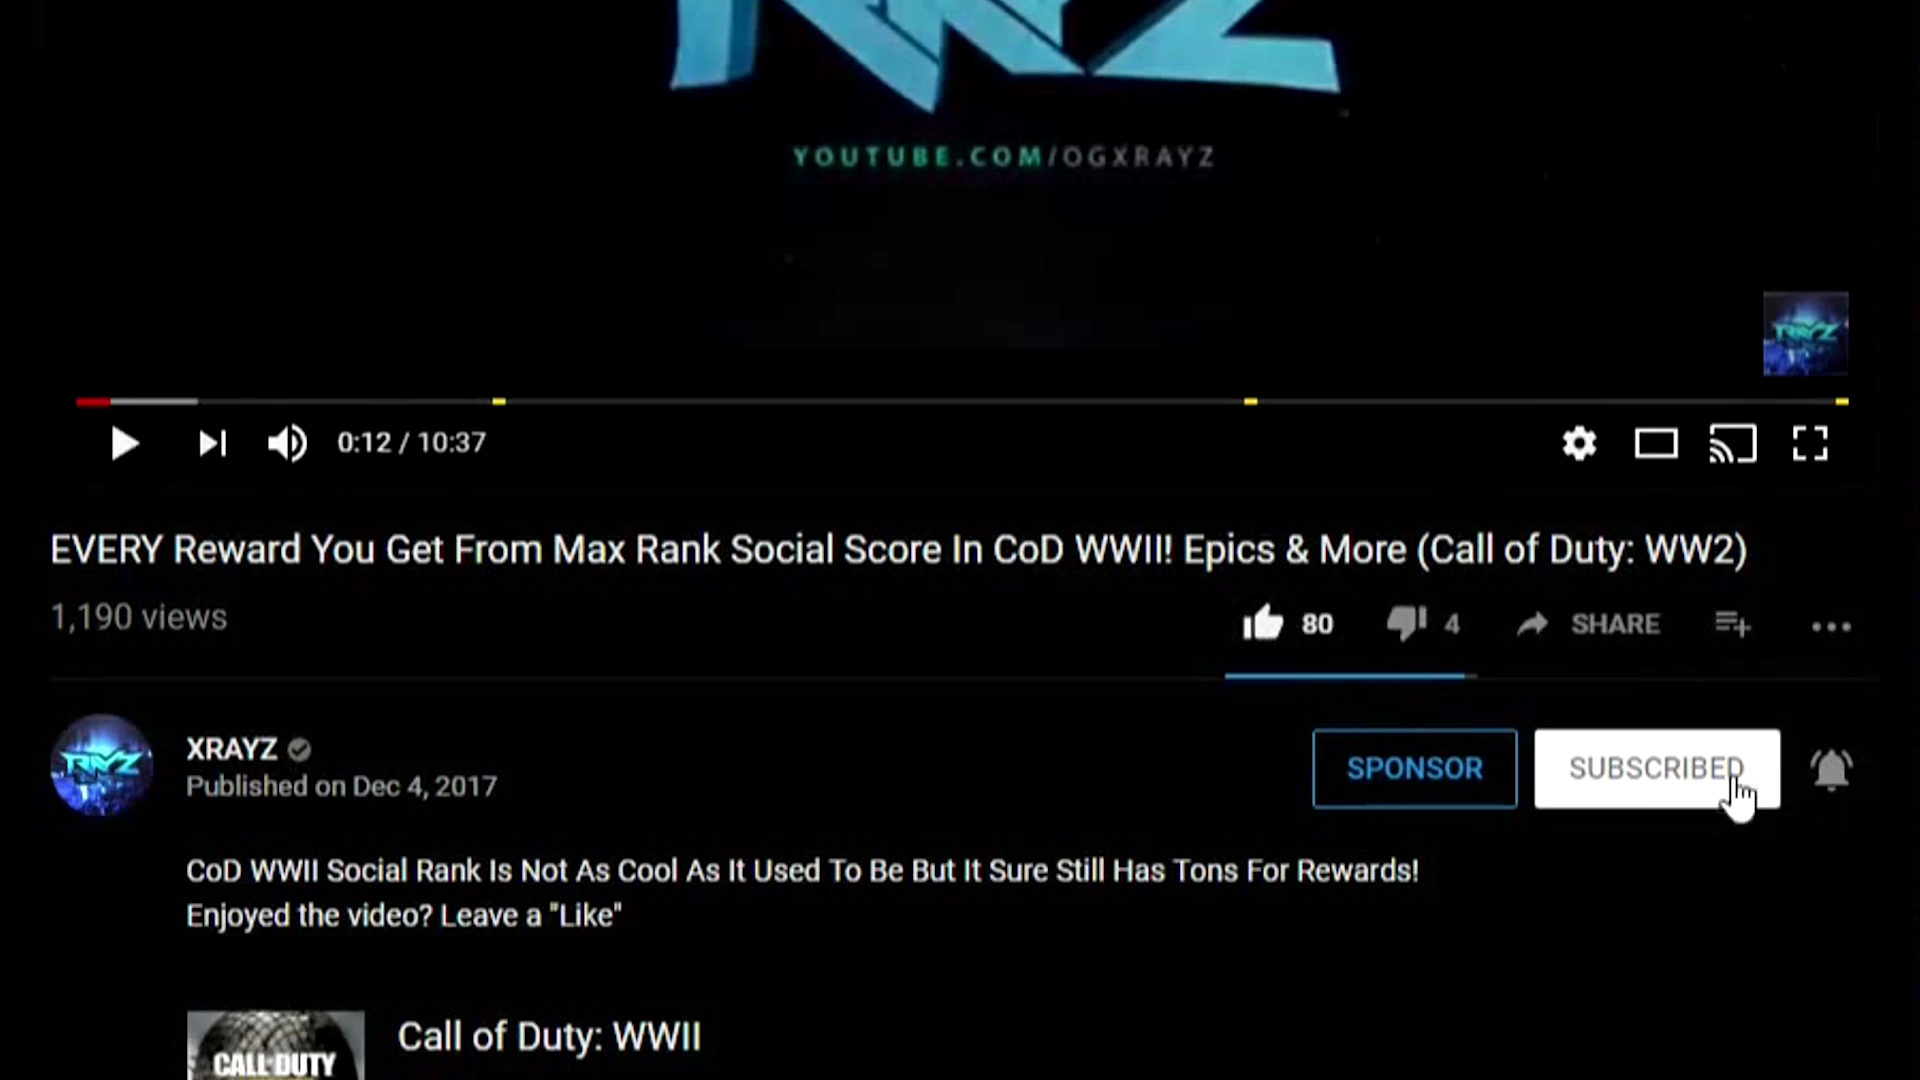 YOUTUBE.COM/OGXRAYZ
0:12 / 10:37
EVERY Reward You Get From Max Rank Social Score In CoD WWII! Epics & More (Call of Duty: WW2)
1,190 views
80
4
SHARE
XRAYZ
Published on Dec 4, 2017
SPONSOR
SUBSCRIBED
CoD WWII Social Rank Is Not As Cool As It Used To Be But It Sure Still Has Tons For Rewards!
Enjoyed the video? Leave a "Like"
Call of Duty: WWII
CALL DUTY